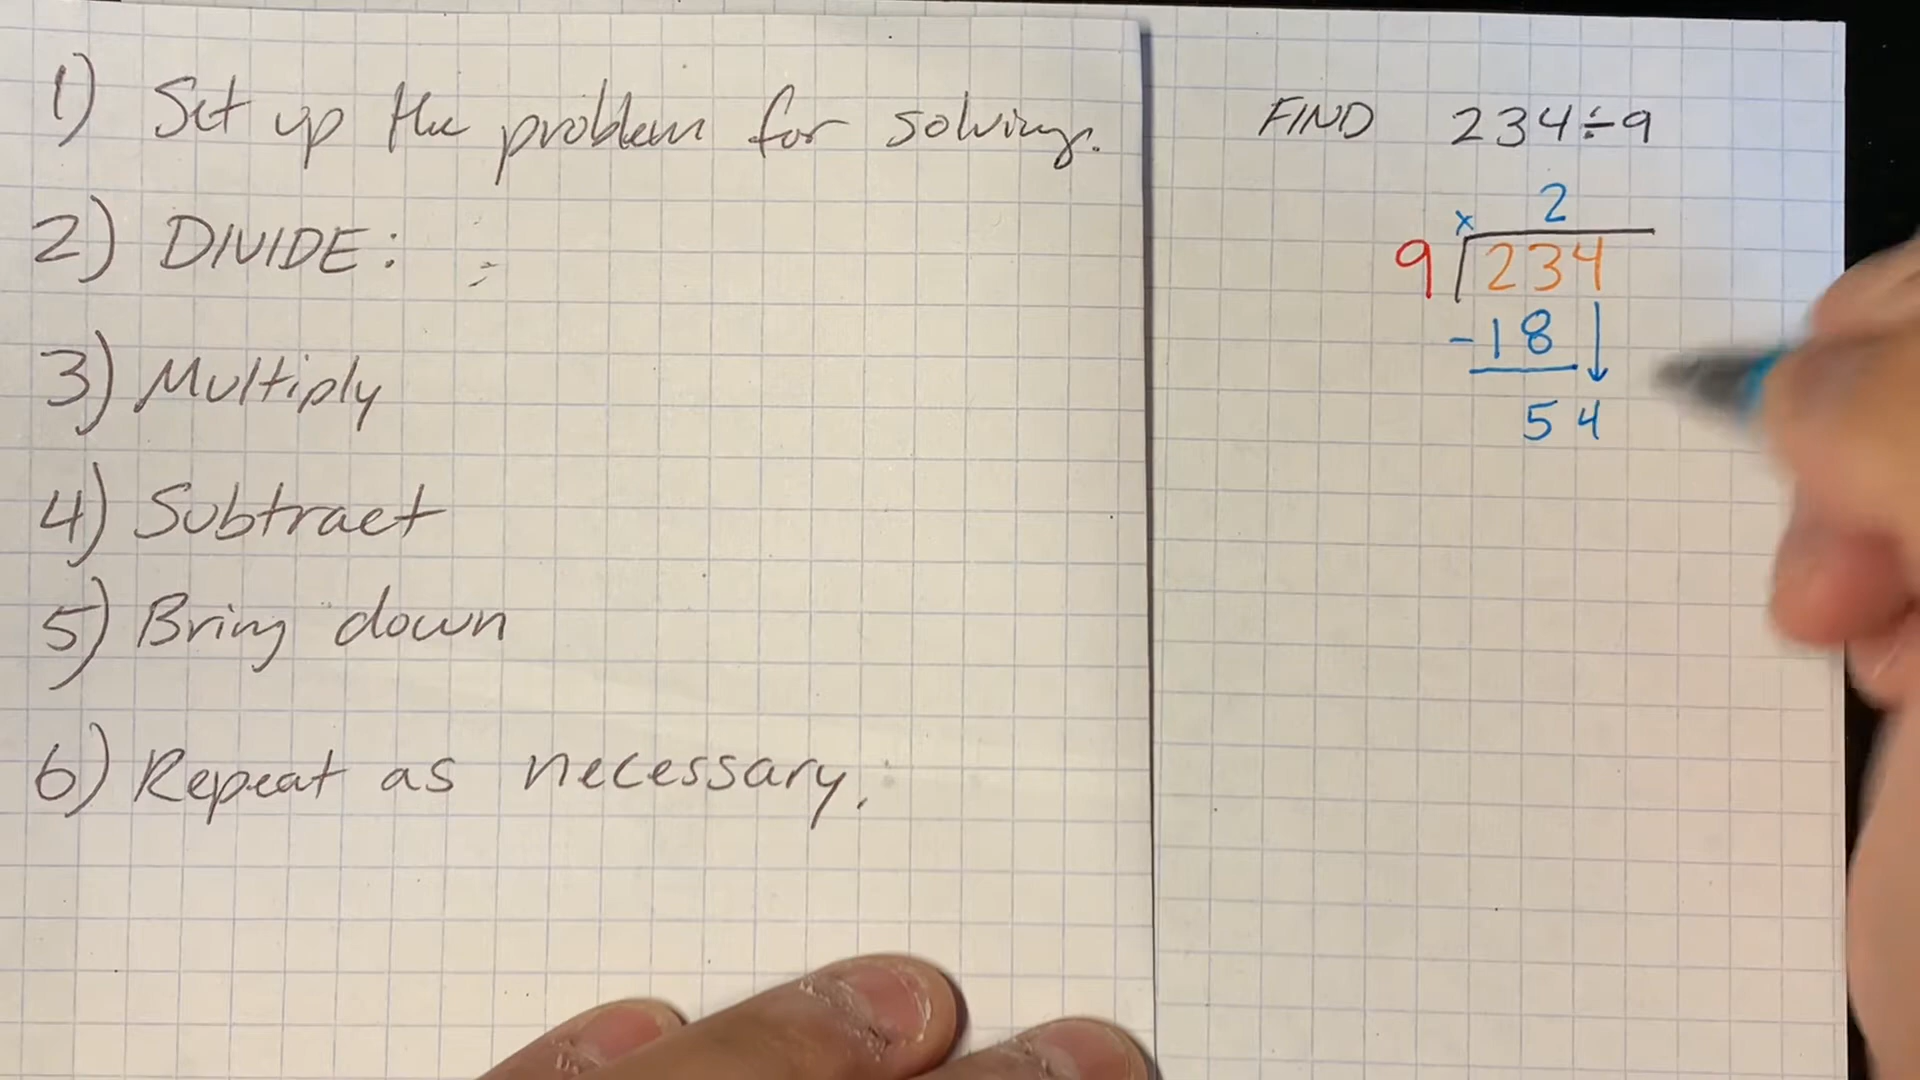 1) Set up the problem for solving.
2) DIVIDE: ÷
3) Multiply
4) Subtract
5) Bring down
6) Repeat as necessary.
FIND 234÷9
x 2
9 234
-18
54